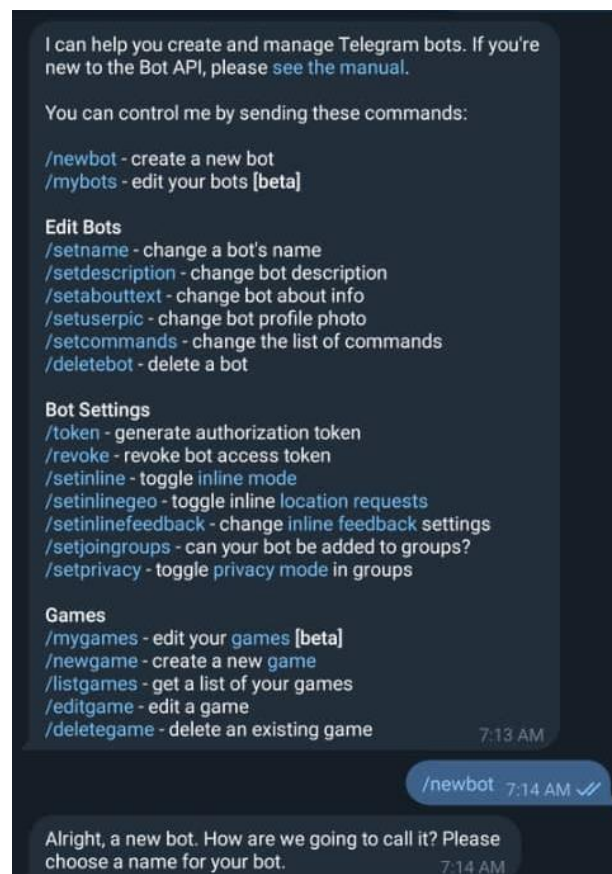 I can help you create and manage Telegram bots. If you're
new to the Bot API, please see the manual.
You can control me by sending these commands:
/newbot - create a new bot
/mybots - edit your bots [beta]
Edit Bots
/setname - change a bot's name
/setdescription - change bot description
/setabouttext - change bot about info
/setuserpic - change bot profile photo
/setcommands - change the list of commands
/deletebot - delete a bot
Bot Settings
/token - generate authorization token
/revoke - revoke bot access token
/setinline - toggle inline mode
/setinlinegeo - toggle inline location requests
/setinlinefeedback - change inline feedback settings
/setjoingroups - can your bot be added to groups?
/setprivacy - toggle privacy mode in groups
Games
/mygames - edit your games [beta]
/newgame - create a new game
/listgames - get a list of your games
/editgame - edit a game
/deletegame - delete an existing game 7:13 AM
/newbot 7:14 AM
Alright, a new bot. How are we going to call it? Please
choose a name for your bot. 7:14 AM